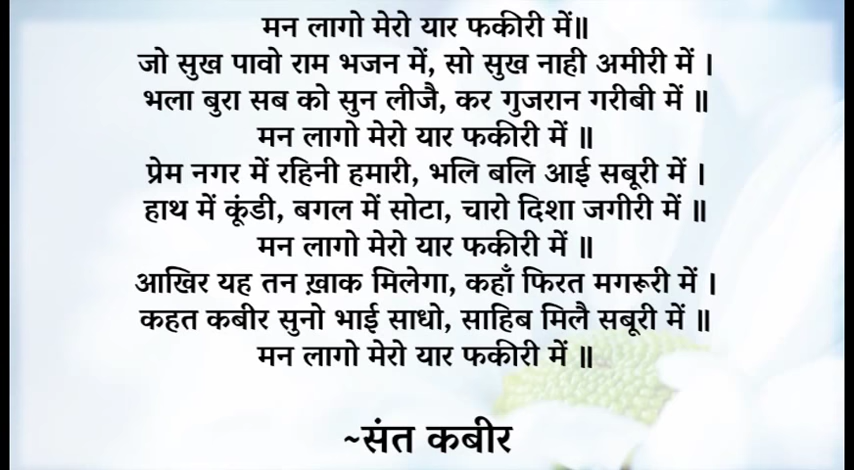 मन लागो मेरो यार फकीरी में॥
जो सुख पावो राम भजन में, सो सुख नाही अमीरी में ।
भला बुरा सब को सुन लीजै, कर गुजरान गरीबी में ॥
मन लागो मेरो यार फकीरी में ॥
प्रेम नगर में रहिनी हमारी, भलि बलि आई सबूरी में ।
हाथ में कूंडी, बगल में सोटा, चारो दिशा जगीरी में ॥
मन लागो मेरो यार फकीरी में ॥
आखिर यह तन ख़ाक मिलेगा, कहाँ फिरत मगरूरी में ।
कहत कबीर सुनो भाई साधो, साहिब मिलै सबूरी में ॥
मन लागो मेरो यार फकीरी में ॥
~संत कबीर